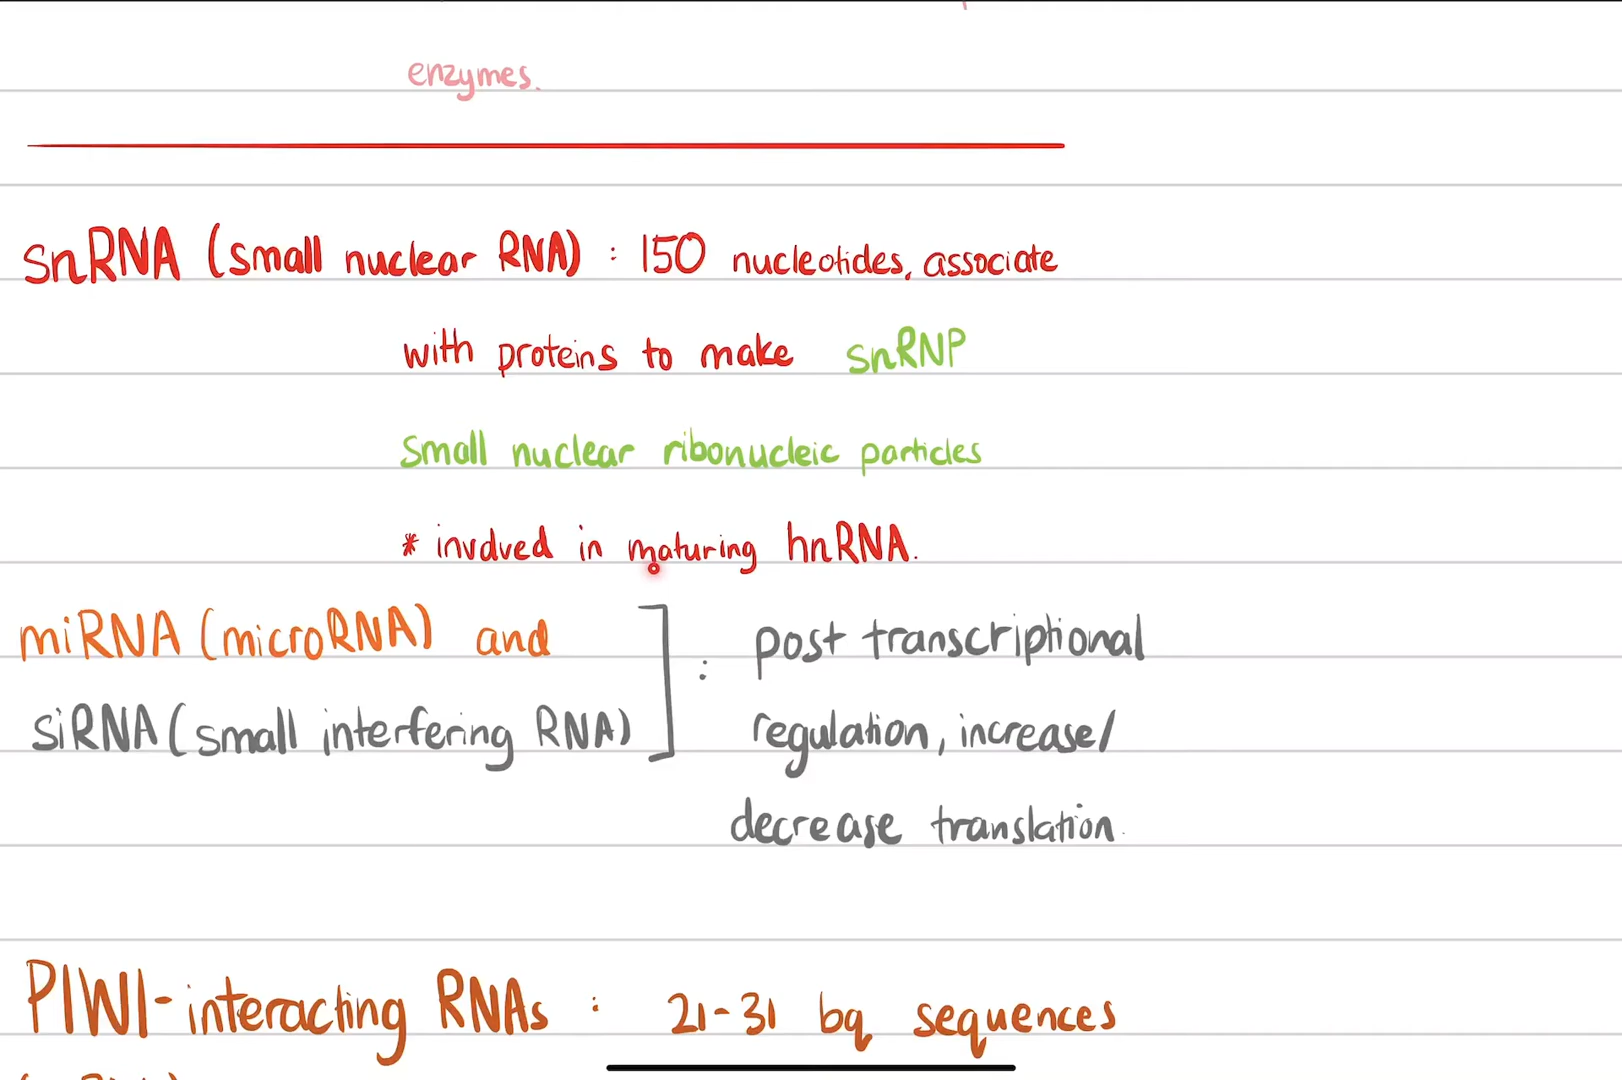 enzymes.
snRNA (small nuclear RNA) : 150 nucleotides, associate
with proteins to make snRNP
Small nuclear ribonucleic particles
* involved in maturing hnRNA.
miRNA (microRNA) and
siRNA (small interfering RNA) ] : post transcriptional
regulation, increase/
decrease translation.
PIWI-interacting RNAs : 21-31 bq sequences